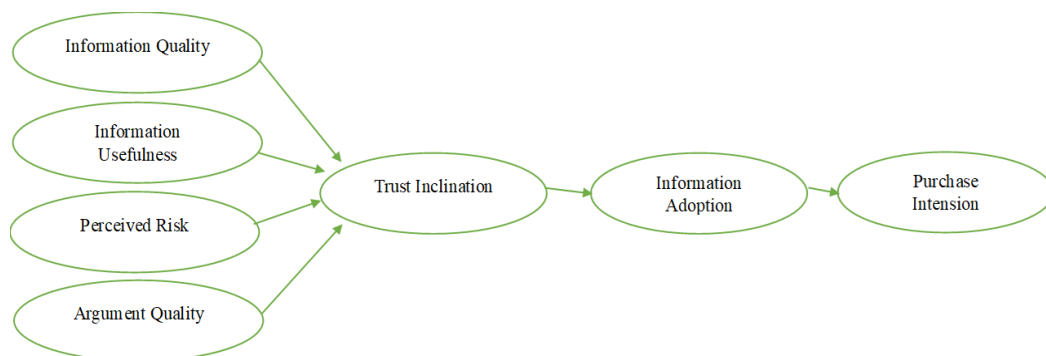 Information Quality
Information
Usefulness
Perceived Risk
Argument Quality
Trust Inclination
Information
Adoption
Purchase
Intension